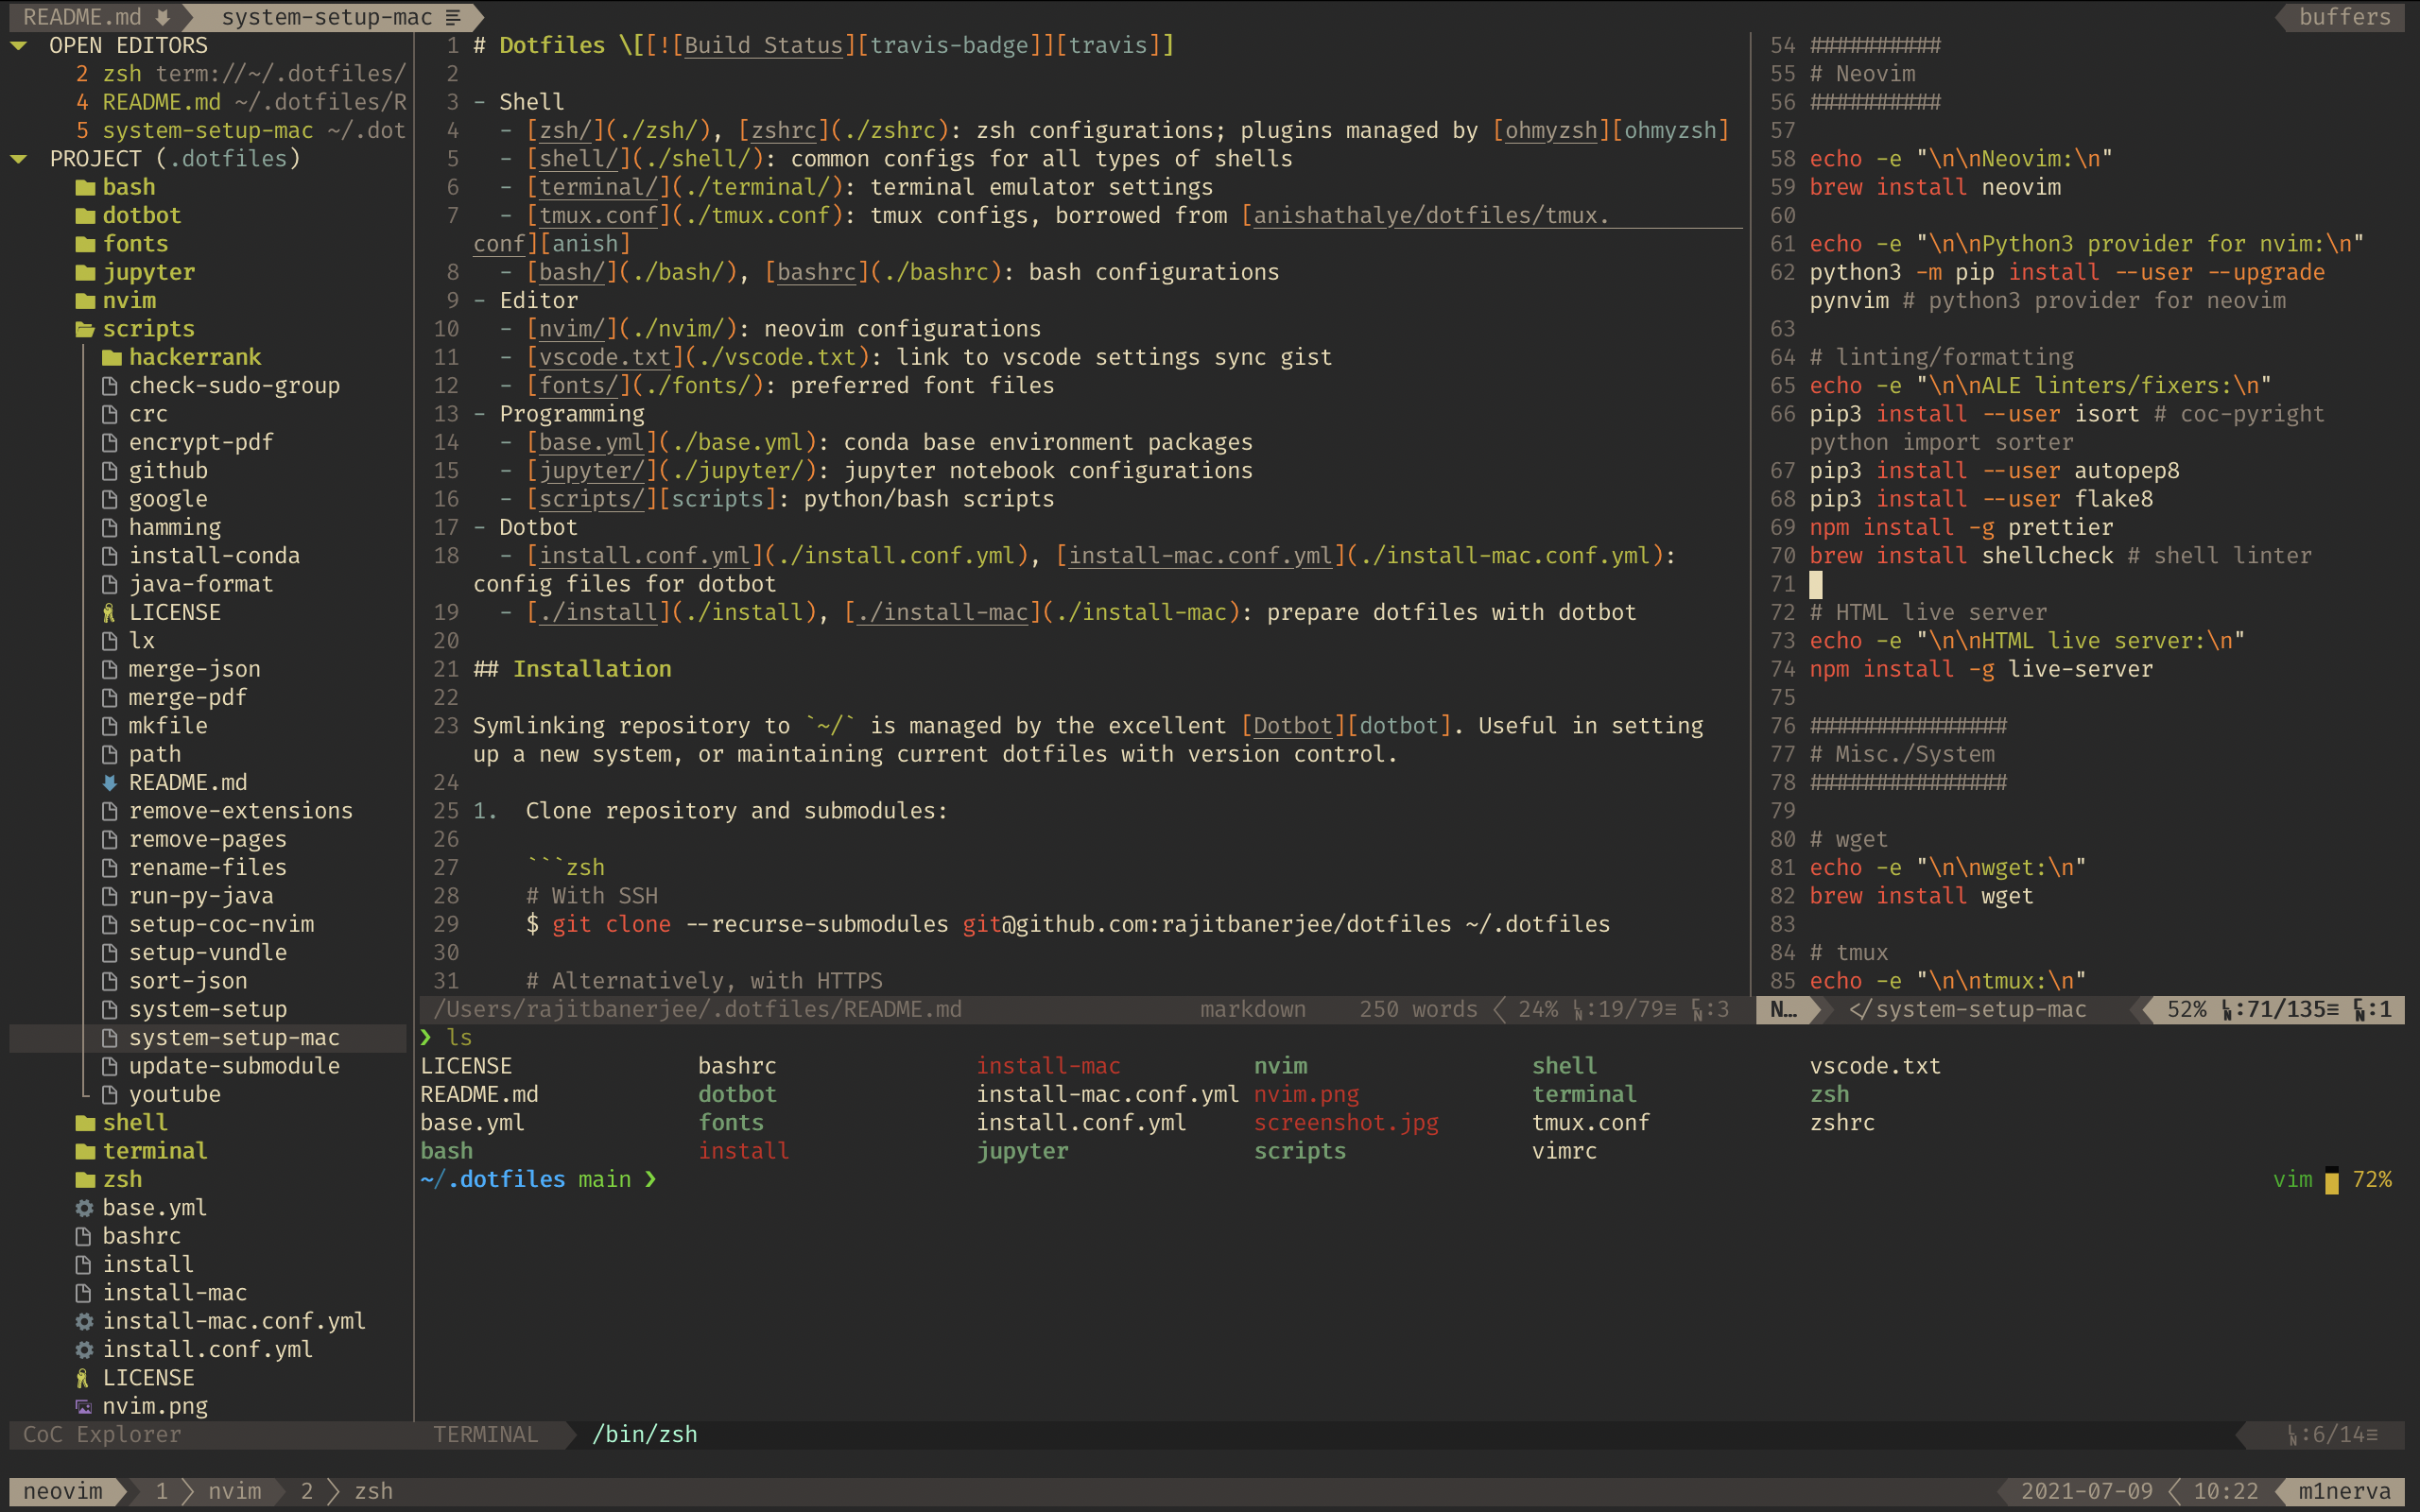 README.md system-setup-mac buffers
OPEN EDITORS
2 zsh term://~/.dotfiles/
4 README.md ~/.dotfiles/R
5 system-setup-mac ~/.dot
PROJECT (.dotfiles)
bash
dotbot
fonts
jupyter
nvim
scripts
hackerrank
check-sudo-group
crc
encrypt-pdf
github
google
hamming
install-conda
java-format
LICENSE
lx
merge-json
merge-pdf
mkfile
path
README.md
remove-extensions
remove-pages
rename-files
run-py-java
setup-coc-nvim
setup-vundle
sort-json
system-setup
system-setup-mac
update-submodule
youtube
shell
terminal
zsh
base.yml
bashrc
install
install-mac
install-mac.conf.yml
install.conf.yml
LICENSE
nvim.png
CoC Explorer
1 # Dotfiles \[[![Build Status][travis-badge]][travis]]
2
3 - Shell
4 - [zsh/](./zsh/), [zshrc](./zshrc): zsh configurations; plugins managed by [ohmyzsh][ohmyzsh]
5 - [shell/](./shell/): common configs for all types of shells
6 - [terminal/](./terminal/): terminal emulator settings
7 - [tmux.conf](./tmux.conf): tmux configs, borrowed from [anishathalye/dotfiles/tmux.
conf][anish]
8 - [bash/](./bash/), [bashrc](./bashrc): bash configurations
9 - Editor
10 - [nvim/](./nvim/): neovim configurations
11 - [vscode.txt](./vscode.txt): link to vscode settings sync gist
12 - [fonts/](./fonts/): preferred font files
13 - Programming
14 - [base.yml](./base.yml): conda base environment packages
15 - [jupyter/](./jupyter/): jupyter notebook configurations
16 - [scripts/][scripts]: python/bash scripts
17 - Dotbot
18 - [install.conf.yml](./install.conf.yml), [install-mac.conf.yml](./install-mac.conf.yml):
config files for dotbot
19 - [./install](./install), [./install-mac](./install-mac): prepare dotfiles with dotbot
20
21 ## Installation
22
23 Symlinking repository to `~/` is managed by the excellent [Dotbot][dotbot]. Useful in setting
up a new system, or maintaining current dotfiles with version control.
24
25 1. Clone repository and submodules:
26
27 ```zsh
28 # With SSH
29 $ git clone --recurse-submodules git@github.com:rajitbanerjee/dotfiles ~/.dotfiles
30
31 # Alternatively, with HTTPS
/Users/rajitbanerjee/.dotfiles/README.md markdown 250 words 24% LN:19/79≡ CN:3
54 ##########
55 # Neovim
56 ##########
57
58 echo -e "\n\nNeovim:\n"
59 brew install neovim
60
61 echo -e "\n\nPython3 provider for nvim:\n"
62 python3 -m pip install --user --upgrade
pynvim # python3 provider for neovim
63
64 # linting/formatting
65 echo -e "\n\nALE linters/fixers:\n"
66 pip3 install --user isort # coc-pyright
python import sorter
67 pip3 install --user autopep8
68 pip3 install --user flake8
69 npm install -g prettier
70 brew install shellcheck # shell linter
71
72 # HTML live server
73 echo -e "\n\nHTML live server:\n"
74 npm install -g live-server
75
76 ###############
77 # Misc./System
78 ###############
79
80 # wget
81 echo -e "\n\nwget:\n"
82 brew install wget
83
84 # tmux
85 echo -e "\n\ntmux:\n"
N… </system-setup-mac 52% LN:71/135≡ CN:1
❯ ls
LICENSE bashrc install-mac nvim shell vscode.txt
README.md dotbot install-mac.conf.yml nvim.png terminal zsh
base.yml fonts install.conf.yml screenshot.jpg tmux.conf zshrc
bash install jupyter scripts vimrc
~/.dotfiles main ❯ vim 72%
TERMINAL /bin/zsh LN:6/14≡
neovim 1 nvim 2 zsh 2021-07-09 10:22 m1nerva